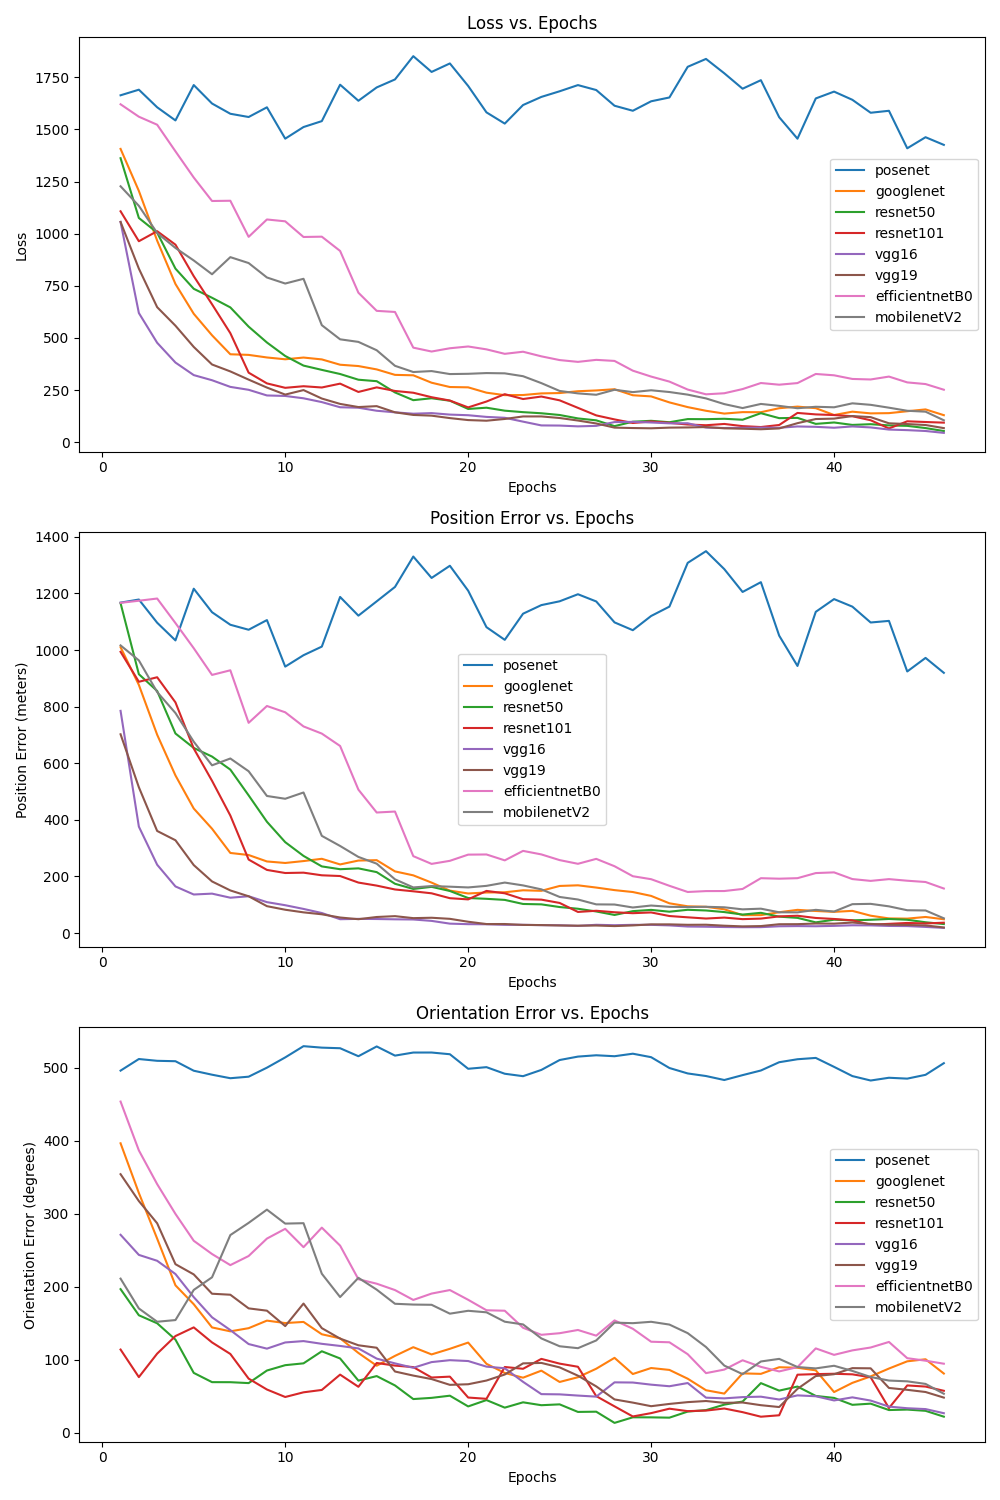 Loss vs. Epochs
1750
1500
1250
1000
750
500
250
0
Loss
posenet
googlenet
resnet50
resnet101
vgg16
vgg19
efficientnetB0
mobilenetV2
0 10 20 30 40
Epochs
Position Error vs. Epochs
1400
1200
1000
800
600
400
200
0
Position Error (meters)
posenet
googlenet
resnet50
resnet101
vgg16
vgg19
efficientnetB0
mobilenetV2
0 10 20 30 40
Epochs
Orientation Error vs. Epochs
500
400
300
200
100
0
Orientation Error (degrees)
posenet
googlenet
resnet50
resnet101
vgg16
vgg19
efficientnetB0
mobilenetV2
0 10 20 30 40
Epochs